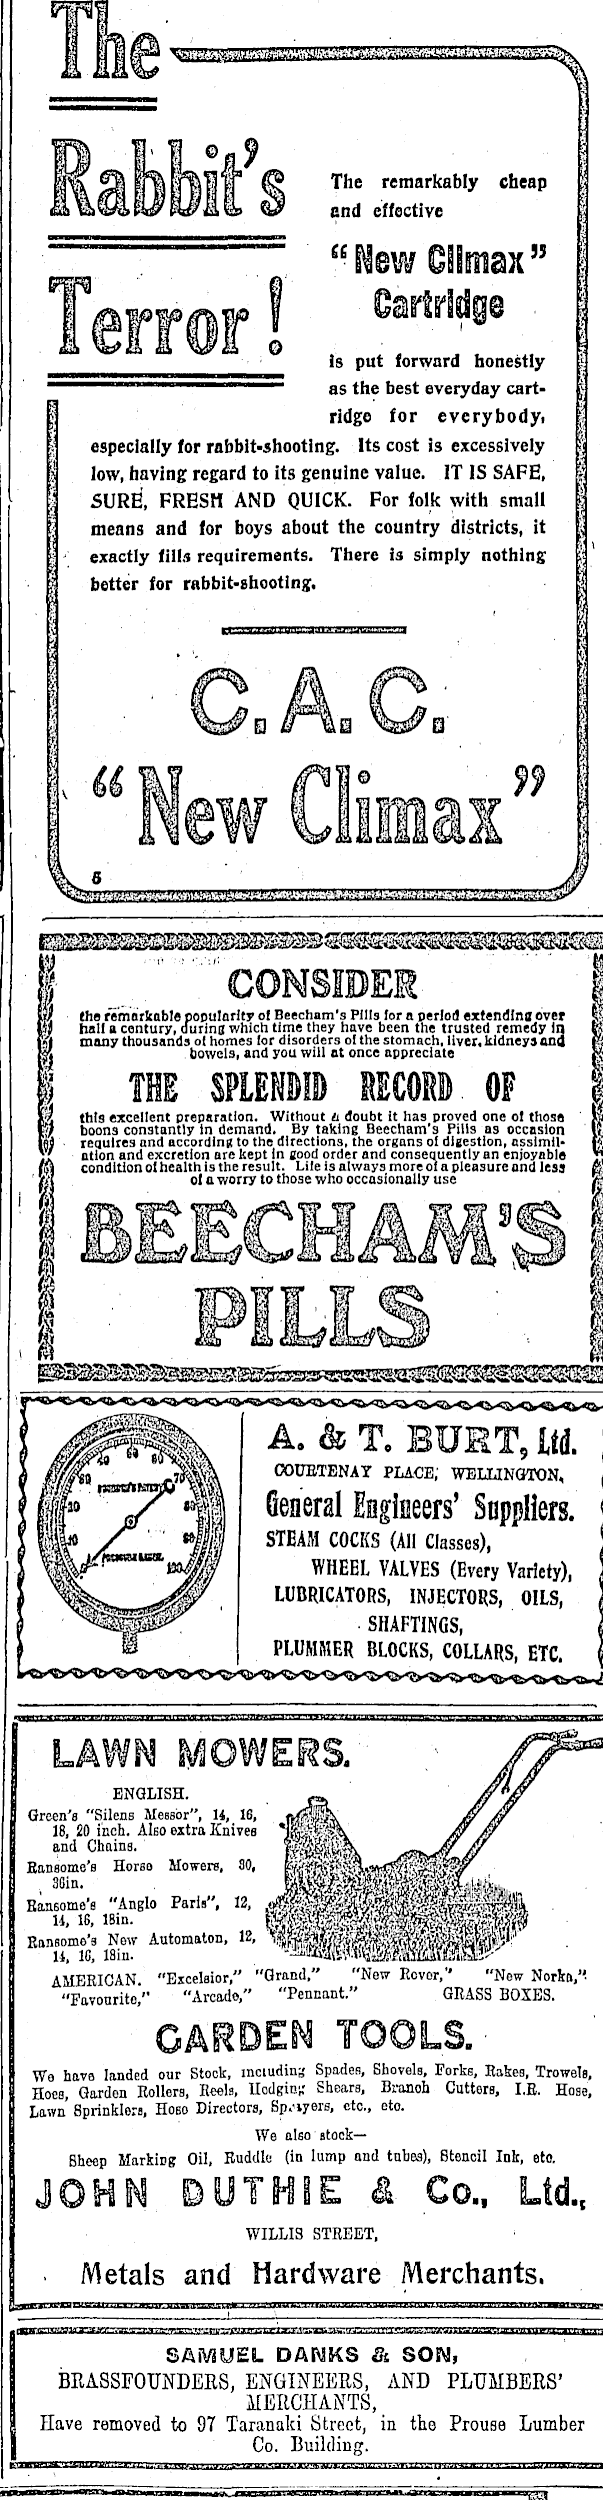 The
Rabbit's
Terror!
The remarkably cheap
and effective
"New Climax"
Cartridge
is put forward honestly
as the best everyday cart-
ridge for everybody,
especially for rabbit-shooting. Its cost is excessively
low, having regard to its genuine value. IT IS SAFE,
SURE, FRESH AND QUICK. For folk with small
means and for boys about the country districts, it
exactly fills requirements. There is simply nothing
better for rabbit-shooting.
C.A.C.
"New Climax"
5
CONSIDER
the remarkable popularity of Beecham's Pills for a period extending over
half a century, during which time they have been the trusted remedy in
many thousands of homes for disorders of the stomach, liver, kidneys and
bowels, and you will at once appreciate
THE SPLENDID RECORD OF
this excellent preparation. Without a doubt it has proved one of those
boons constantly in demand. By taking Beecham's Pills as occasion
requires and according to the directions, the organs of digestion, assimil-
ation and excretion are kept in good order and consequently an enjoyable
condition of health is the result. Life is always more of a pleasure and less
of a worry to those who occasionally use
BEECHAM'S
PILLS
A. & T. BURT, Ltd.
COURTENAY PLACE, WELLINGTON,
General Engineers' Suppliers.
STEAM COCKS (All Classes),
WHEEL VALVES (Every Variety),
LUBRICATORS, INJECTORS, OILS,
SHAFTINGS,
PLUMMER BLOCKS, COLLARS, ETC.
LAWN MOWERS.
ENGLISH.
Green's "Silens Messor", 14, 16,
18, 20 inch. Also extra Knives
and Chains.
Ransome's Horse Mowers, 30,
36in.
Ransome's "Anglo Paris", 12,
14, 16, 18in.
Ransome's New Automaton, 12,
14, 16, 18in.
AMERICAN. "Excelsior," "Grand," "New Rover," "New Norka,"
"Favourite," "Arcade," "Pennant." GRASS BOXES.
GARDEN TOOLS.
We have landed our Stock, including Spades, Shovels, Forks, Rakes, Trowels,
Hoes, Garden Rollers, Reels, Hedging Shears, Branch Cutters, I.R. Hose,
Lawn Sprinklers, Hose Directors, Sprayers, etc., etc.
We also stock—
Sheep Marking Oil, Ruddle (in lump and tubes), Stencil Ink, etc.
JOHN DUTHIE & Co., Ltd.,
WILLIS STREET,
Metals and Hardware Merchants.
SAMUEL DANKS & SON,
BRASSFOUNDERS, ENGINEERS, AND PLUMBERS'
MERCHANTS,
Have removed to 97 Taranaki Street, in the Prouse Lumber
Co. Building.